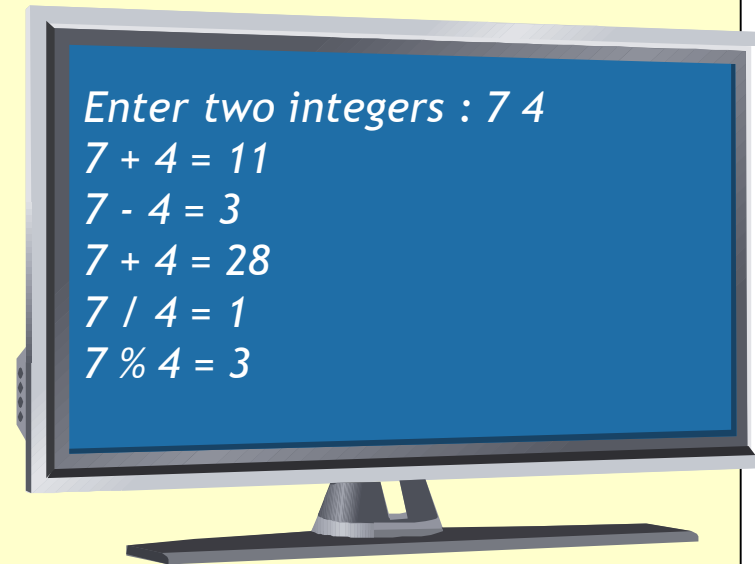 Enter two integers : 7 4
7 + 4 = 11
7 - 4 = 3
7 + 4 = 28
7 / 4 = 1
7 % 4 = 3